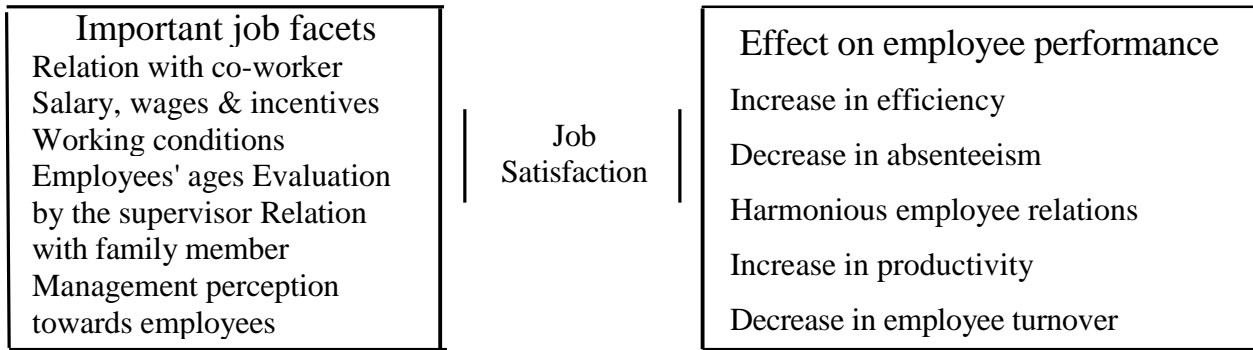 Important job facets
Relation with co-worker
Salary, wages & incentives
Working conditions
Employees' ages Evaluation
by the supervisor Relation
with family member
Management perception
towards employees
Job
Satisfaction
Effect on employee performance
Increase in efficiency
Decrease in absenteeism
Harmonious employee relations
Increase in productivity
Decrease in employee turnover